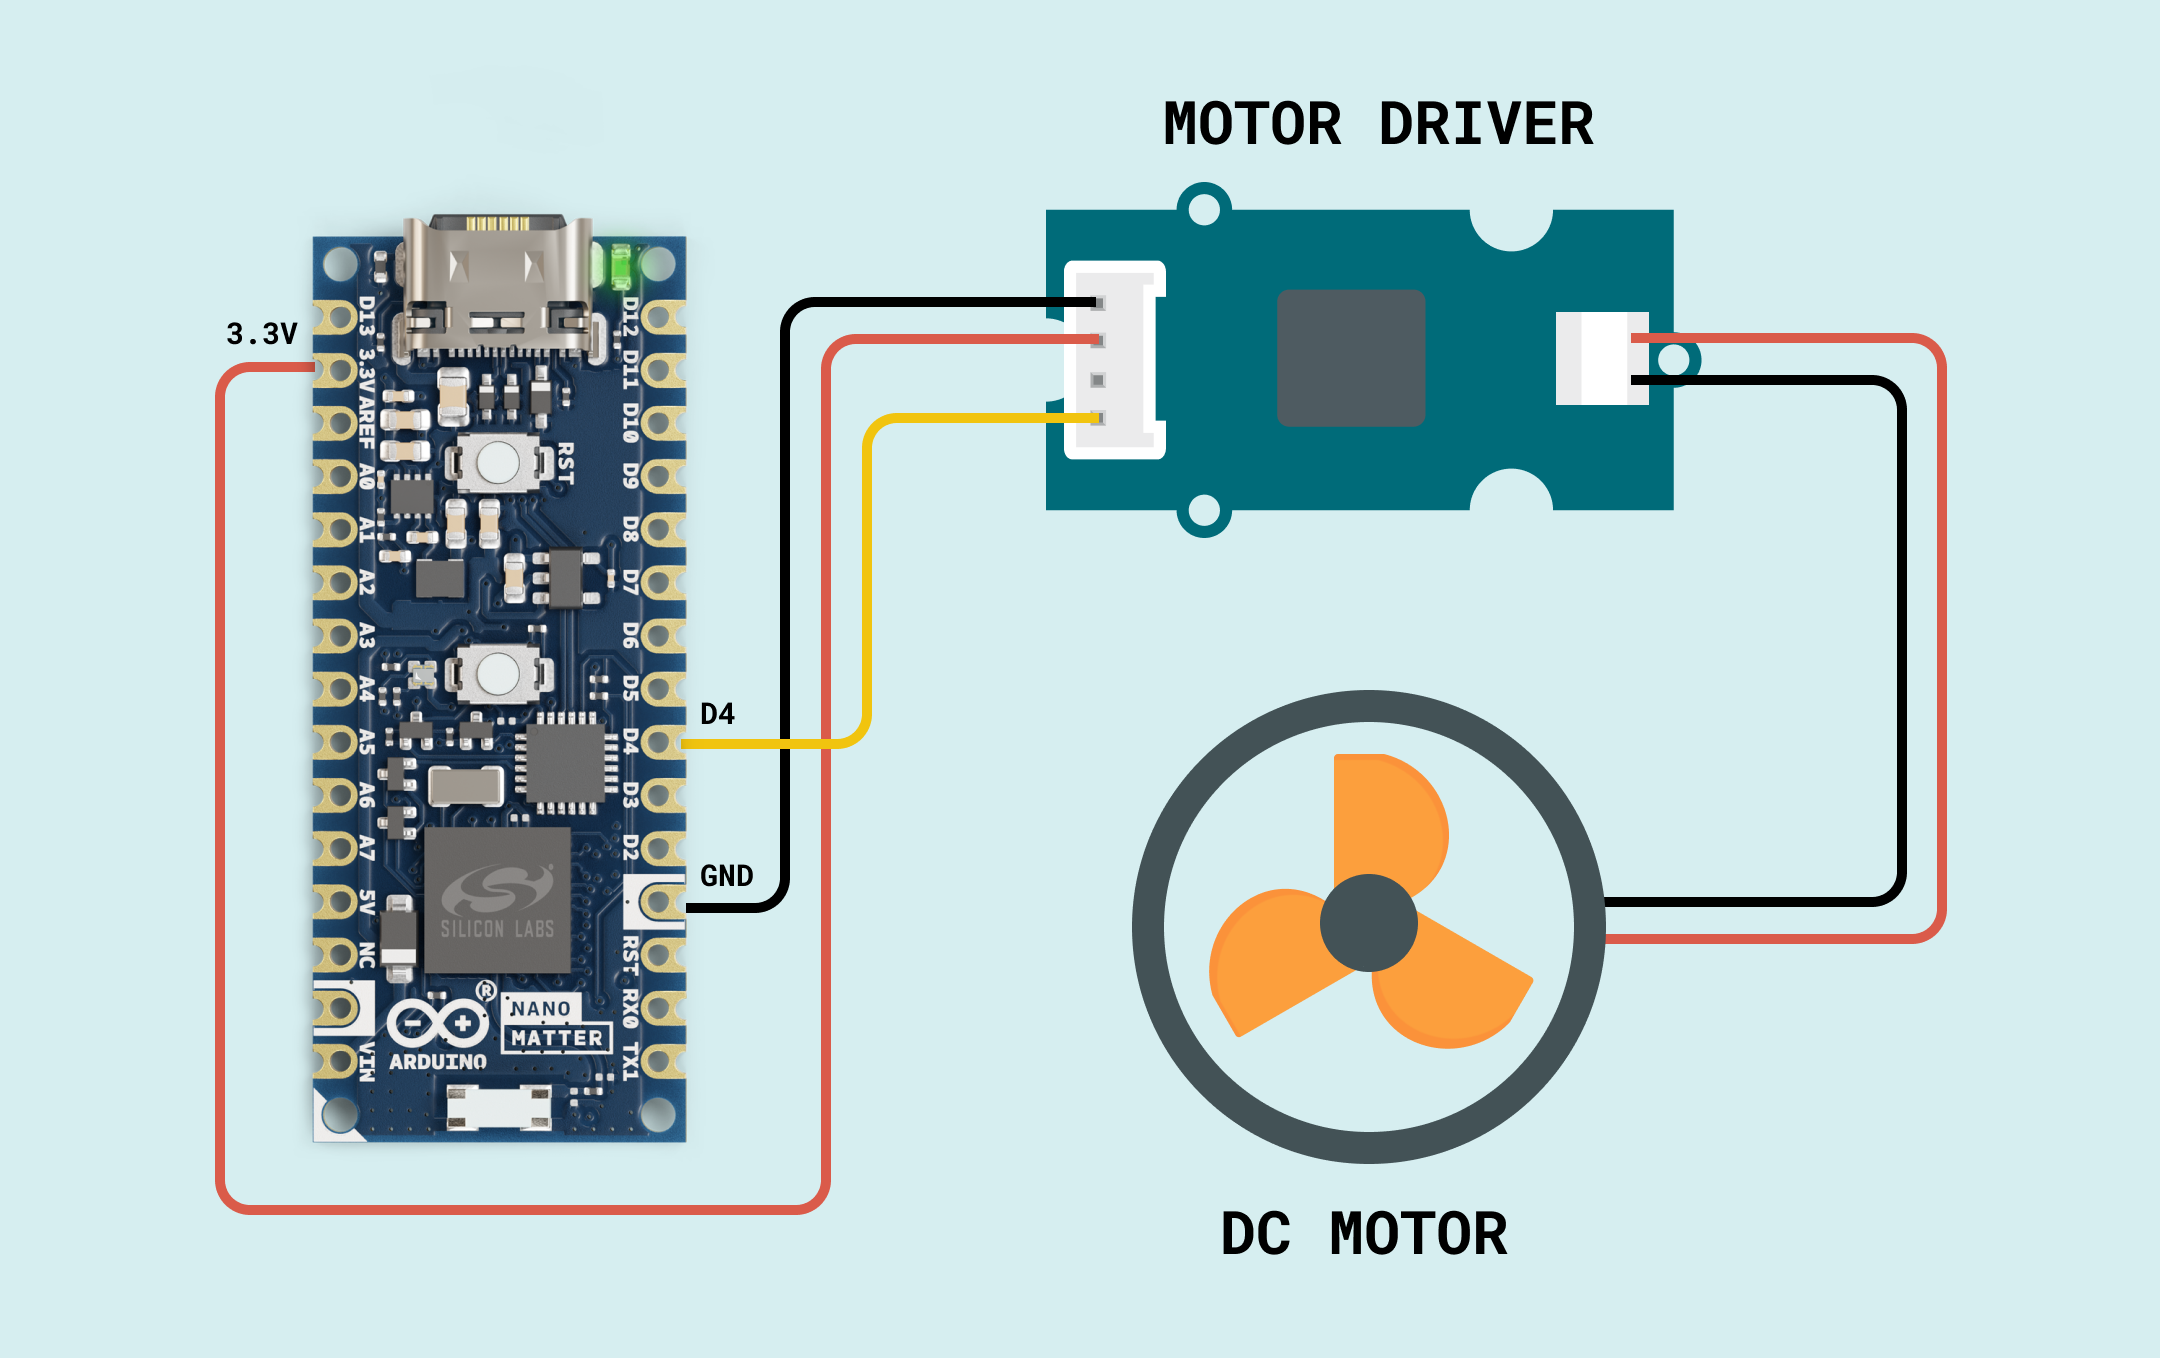 MOTOR DRIVER
3.3V
D13
3.3V
AREF
A0
A1
A2
A3
A4
A5
A6
A7
5V
NC
VIN
RST
D12
D11
D10
D9
D8
D7
D6
D5
D4
D3
D2
RST
RX0
TX1
D4
GND
SILICON LABS
®
NANO
MATTER
ARDUINO
DC MOTOR